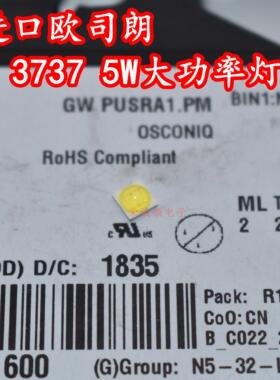 进口欧司朗
3737 5W大功率灯
GW PUSRA1.PM
BIN1:
OSCONIQ
RoHS Compliant
ML
2
D/C: 1835
Pack: R1
CoO: CN
B_C022_
600
(G)Group: N5-32-